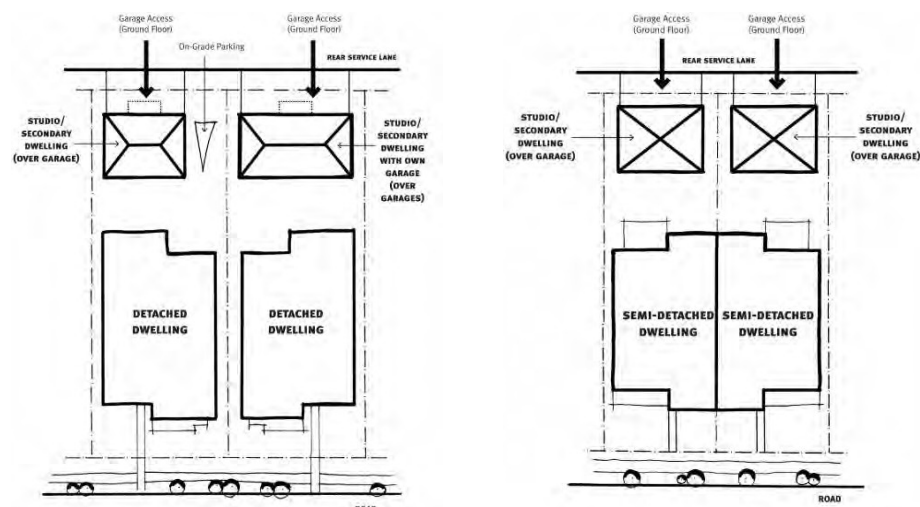 Garage Access
(Ground Floor)
Garage Access
(Ground Floor)
On-Grade Parking
REAR SERVICE LANE
STUDIO/
SECONDARY
DWELLING
(OVER GARAGE)
STUDIO/
SECONDARY
DWELLING
WITH OWN
GARAGE
(OVER
GARAGES)
DETACHED
DWELLING
DETACHED
DWELLING
ROAD
Garage Access
(Ground Floor)
Garage Access
(Ground Floor)
REAR SERVICE LANE
STUDIO/
SECONDARY
DWELLING
(OVER GARAGE)
STUDIO/
SECONDARY
DWELLING
(OVER GARAGE)
SEMI-DETACHED
DWELLING
SEMI-DETACHED
DWELLING
ROAD